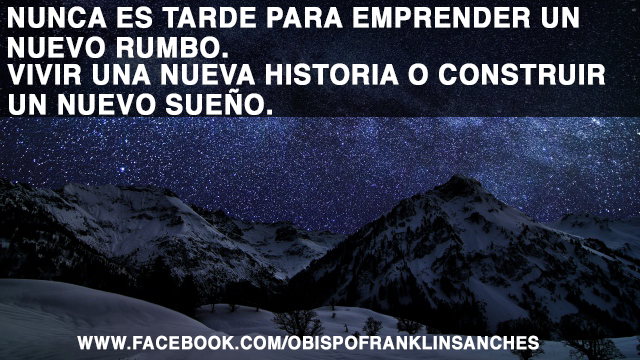 NUNCA ES TARDE PARA EMPRENDER UN
NUEVO RUMBO.
VIVIR UNA NUEVA HISTORIA O CONSTRUIR
UN NUEVO SUEÑO.
WWW.FACEBOOK.COM/OBISPOFRANKLINSANCHES